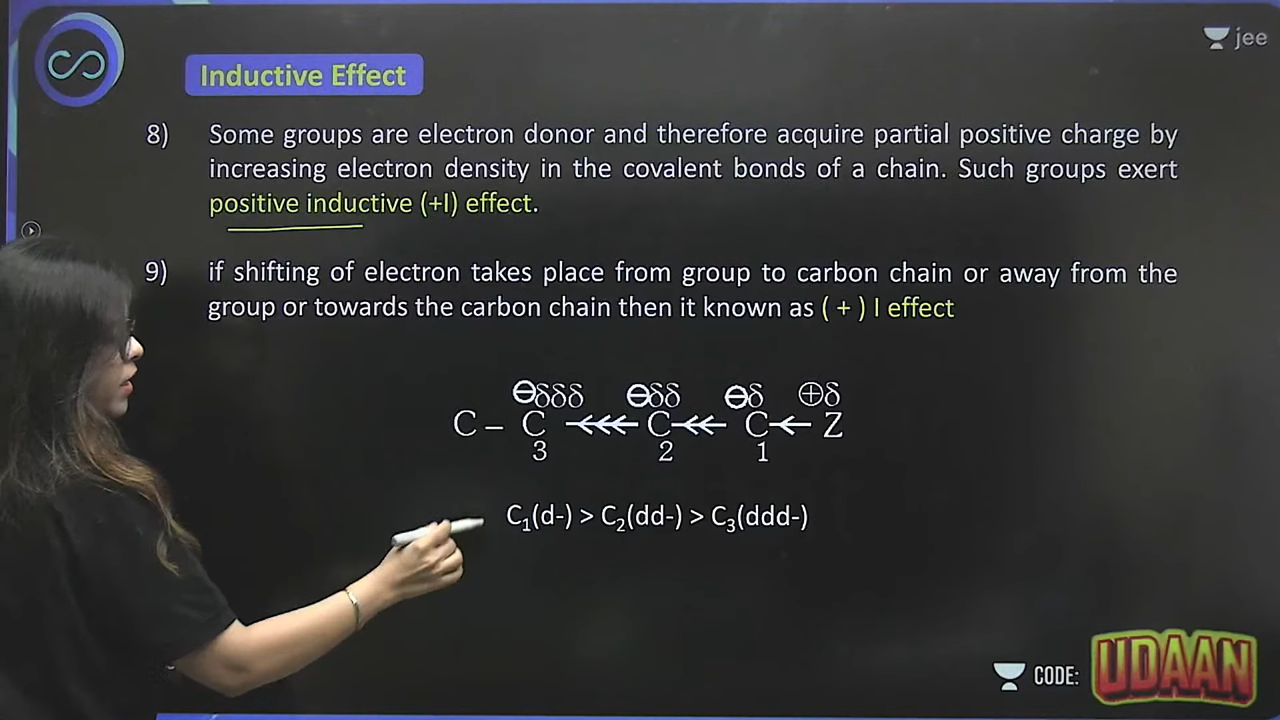 jee
Inductive Effect
8) Some groups are electron donor and therefore acquire partial positive charge by
increasing electron density in the covalent bonds of a chain. Such groups exert
positive inductive (+I) effect.
9) if shifting of electron takes place from group to carbon chain or away from the
group or towards the carbon chain then it known as ( + ) I effect
⊖δδδ ⊖δδ ⊖δ ⊕δ
C – C ⋘ C ≪ C ← Z
3 2 1
C₁(d-) > C₂(dd-) > C₃(ddd-)
CODE: UDAAN